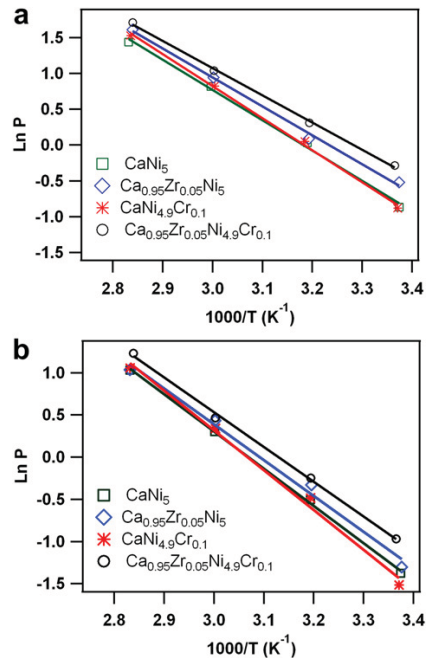 a
1.5
1.0
0.5
0.0
-0.5
-1.0
-1.5
Ln P
CaNi₅
Ca₀.₉₅Zr₀.₀₅Ni₅
CaNi₄.₉Cr₀.₁
Ca₀.₉₅Zr₀.₀₅Ni₄.₉Cr₀.₁
2.8 2.9 3.0 3.1 3.2 3.3 3.4
1000/T (K⁻¹)
b
1.0
0.5
0.0
-0.5
-1.0
-1.5
Ln P
CaNi₅
Ca₀.₉₅Zr₀.₀₅Ni₅
CaNi₄.₉Cr₀.₁
Ca₀.₉₅Zr₀.₀₅Ni₄.₉Cr₀.₁
2.8 2.9 3.0 3.1 3.2 3.3 3.4
1000/T (K⁻¹)